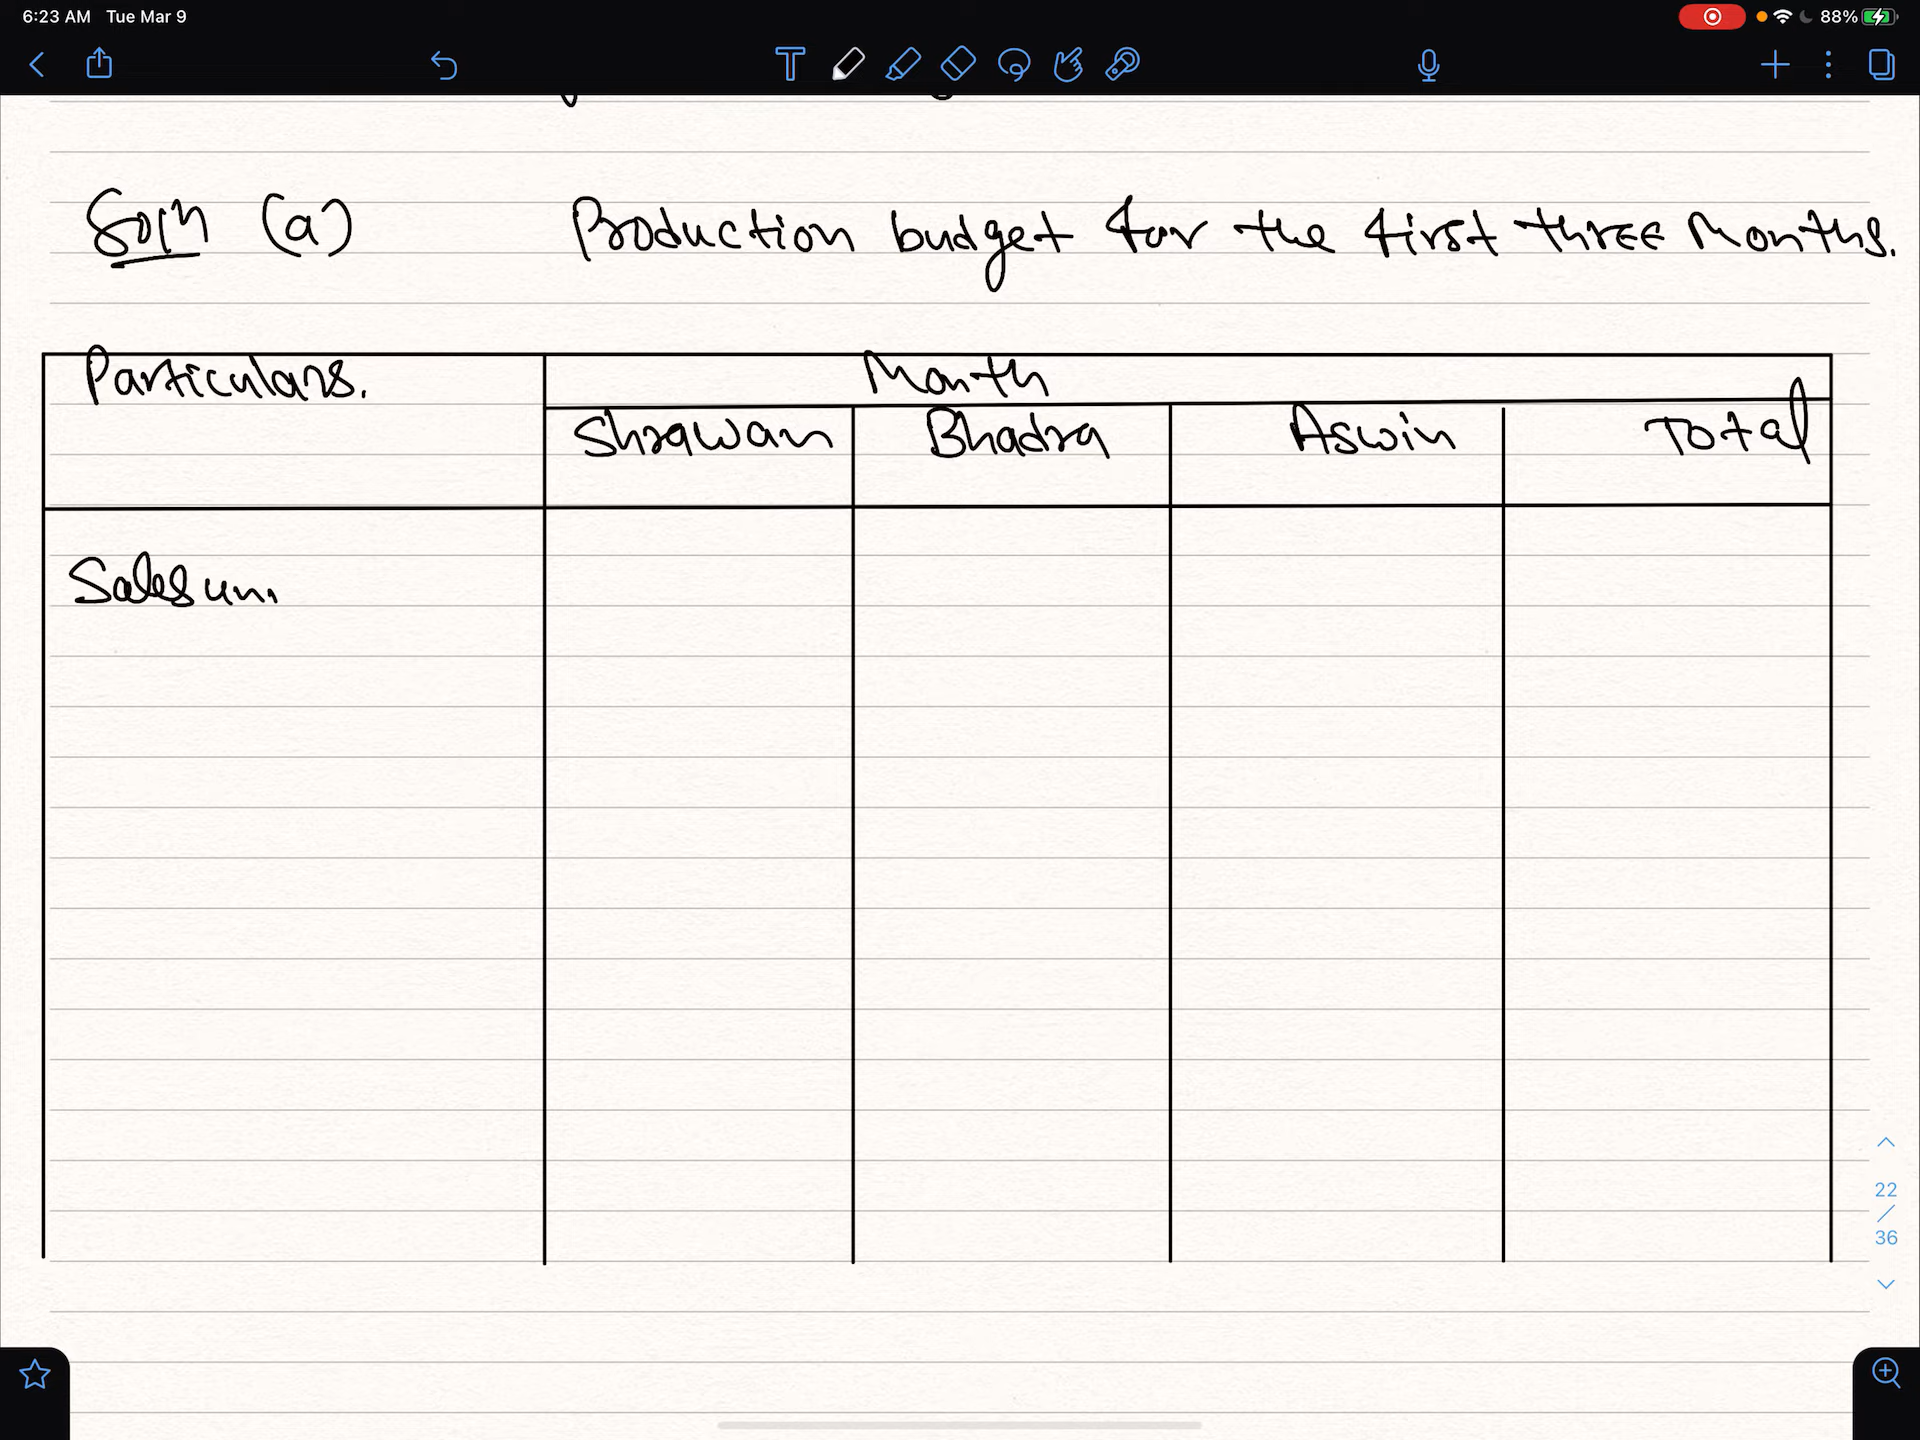 6:23 AM Tue Mar 9
88%
Soln (a) Production budget for the first three Months.
Particulars. Month
Shrawan Bhadra Aswin Total
Sales uni
22
/
36